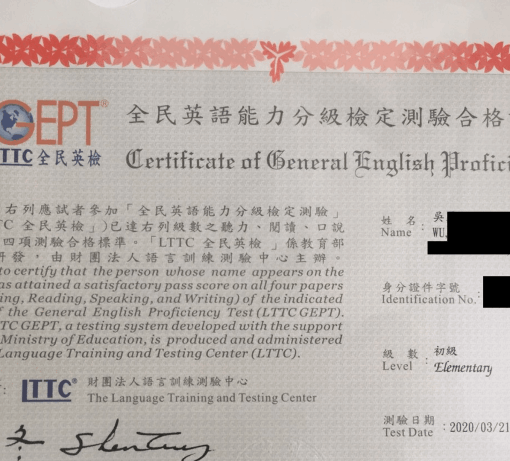 GEPT®
LTTC 全民英檢
全民英語能力分級檢定測驗合格
Certificate of General English Profici
右列應試者參加「全民英語能力分級檢定測驗」
TC 全民英檢」)已達右列級數之聽力、閱讀、口說
四項測驗合格標準。「LTTC 全民英檢」係教育部
研發，由財團法人語言訓練測驗中心主辦。
to certify that the person whose name appears on the
as attained a satisfactory pass score on all four papers
ing, Reading, Speaking, and Writing) of the indicated
f the General English Proficiency Test (LTTC GEPT).
TC GEPT, a testing system developed with the support
Ministry of Education, is produced and administered
Language Training and Testing Center (LTTC).
LTTC® 財團法人語言訓練測驗中心
The Language Training and Testing Center
姓 名 : 吳
Name WU,
身分證件字號 :
Identification No.
級 數 : 初級
Level Elementary
測驗日期 : 2020/03/21
Test Date